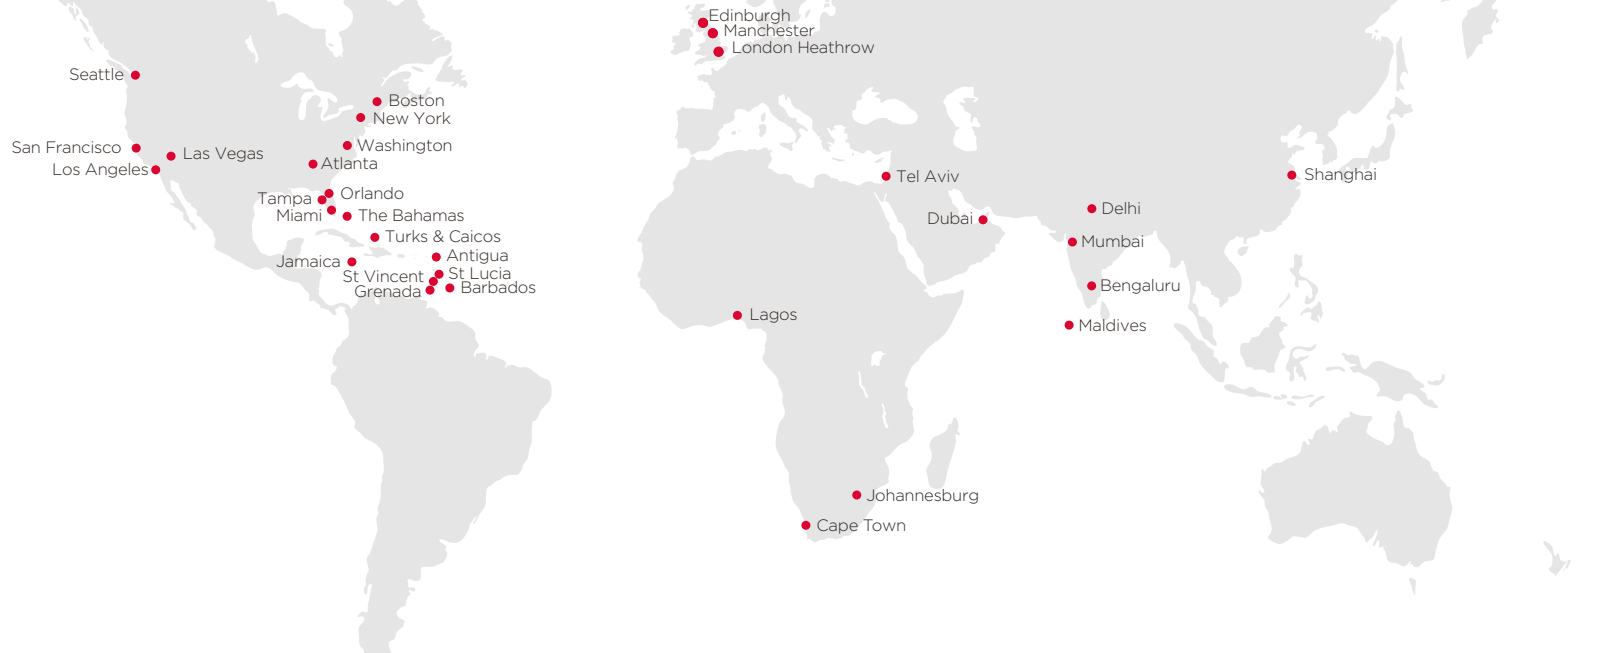 Edinburgh
Manchester
London Heathrow
Seattle
Boston
New York
San Francisco
Las Vegas
Washington
Los Angeles
Atlanta
Tel Aviv
Shanghai
Tampa
Orlando
Miami
The Bahamas
Dubai
Delhi
Turks & Caicos
Mumbai
Jamaica
Antigua
St Vincent
St Lucia
Grenada
Barbados
Bengaluru
Lagos
Maldives
Johannesburg
Cape Town